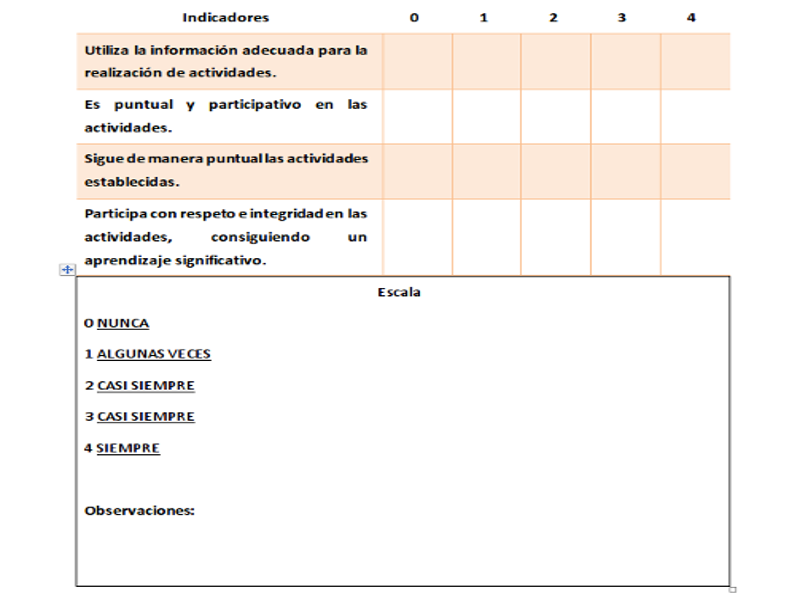 Indicadores 0 1 2 3 4
Utiliza la información adecuada para la
realización de actividades.
Es puntual y participativo en las
actividades.
Sigue de manera puntual las actividades
establecidas.
Participa con respeto e integridad en las
actividades, consiguiendo un
aprendizaje significativo.
Escala
0 NUNCA
1 ALGUNAS VECES
2 CASI SIEMPRE
3 CASI SIEMPRE
4 SIEMPRE
Observaciones: